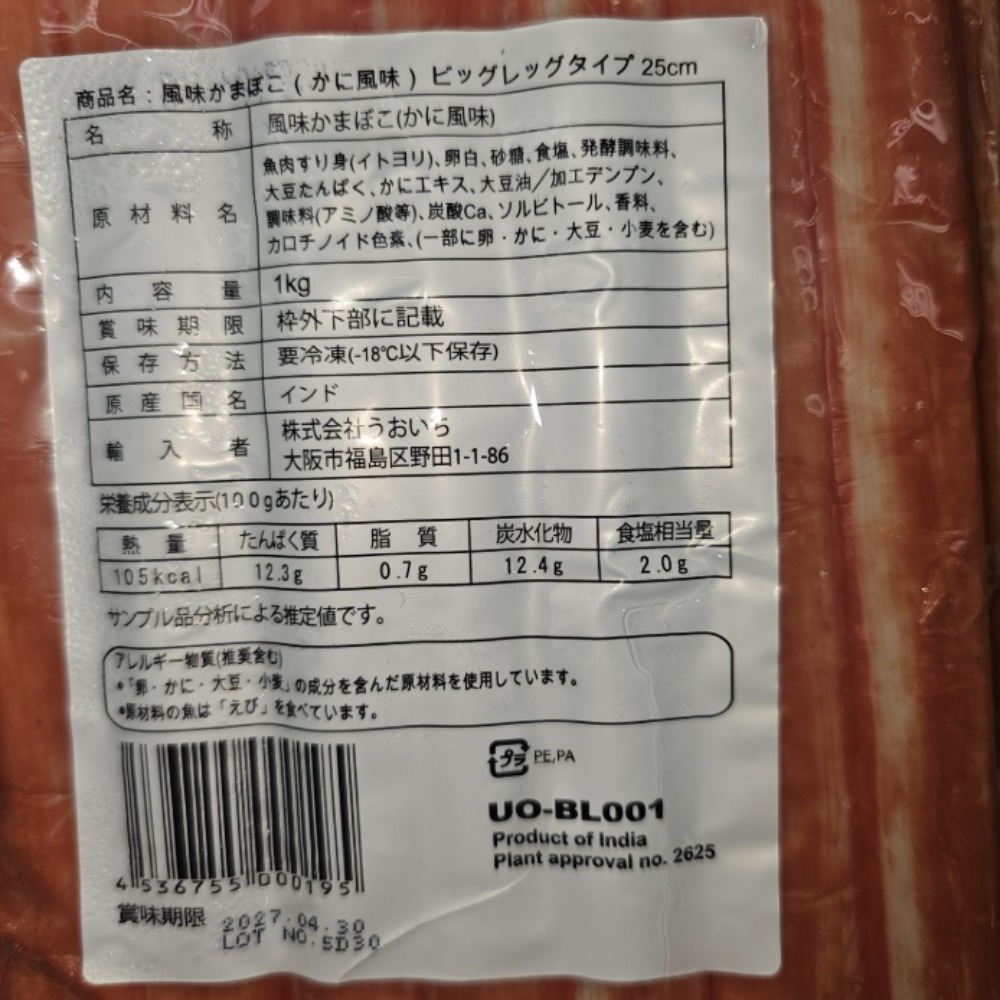 商品名：風味かまぼこ（かに風味）ビッグレッグタイプ 25cm
名称 風味かまぼこ(かに風味)
原材料名 魚肉すり身(イトヨリ)、卵白、砂糖、食塩、発酵調味料、
大豆たんぱく、かにエキス、大豆油／加工デンプン、
調味料(アミノ酸等)、炭酸Ca、ソルビトール、香料、
カロチノイド色素、(一部に卵・かに・大豆・小麦を含む)
内容量 1kg
賞味期限 枠外下部に記載
保存方法 要冷凍(-18℃以下保存)
原産国名 インド
輸入者 株式会社うおいち
大阪市福島区野田1-1-86
栄養成分表示(100gあたり)
熱量 たんぱく質 脂質 炭水化物 食塩相当量
105kcal 12.3g 0.7g 12.4g 2.0g
サンプル品分析による推定値です。
アレルギー物質(推奨含む)
*「卵・かに・大豆・小麦」の成分を含んだ原材料を使用しています。
*原材料の魚は「えび」を食べています。
プラ PE,PA
UO-BL001
Product of India
Plant approval no. 2625
4 536755 000195
賞味期限 2027.04.30
LOT NO.5D30